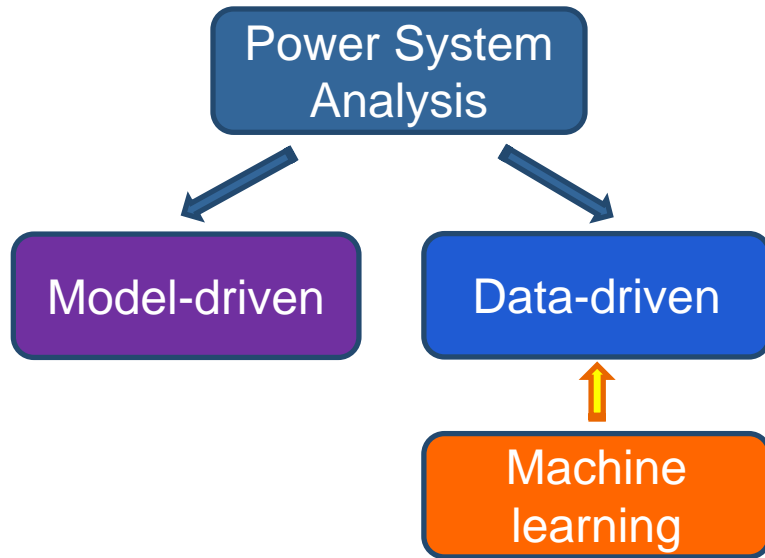 Power System
Analysis
Model-driven
Data-driven
Machine
learning